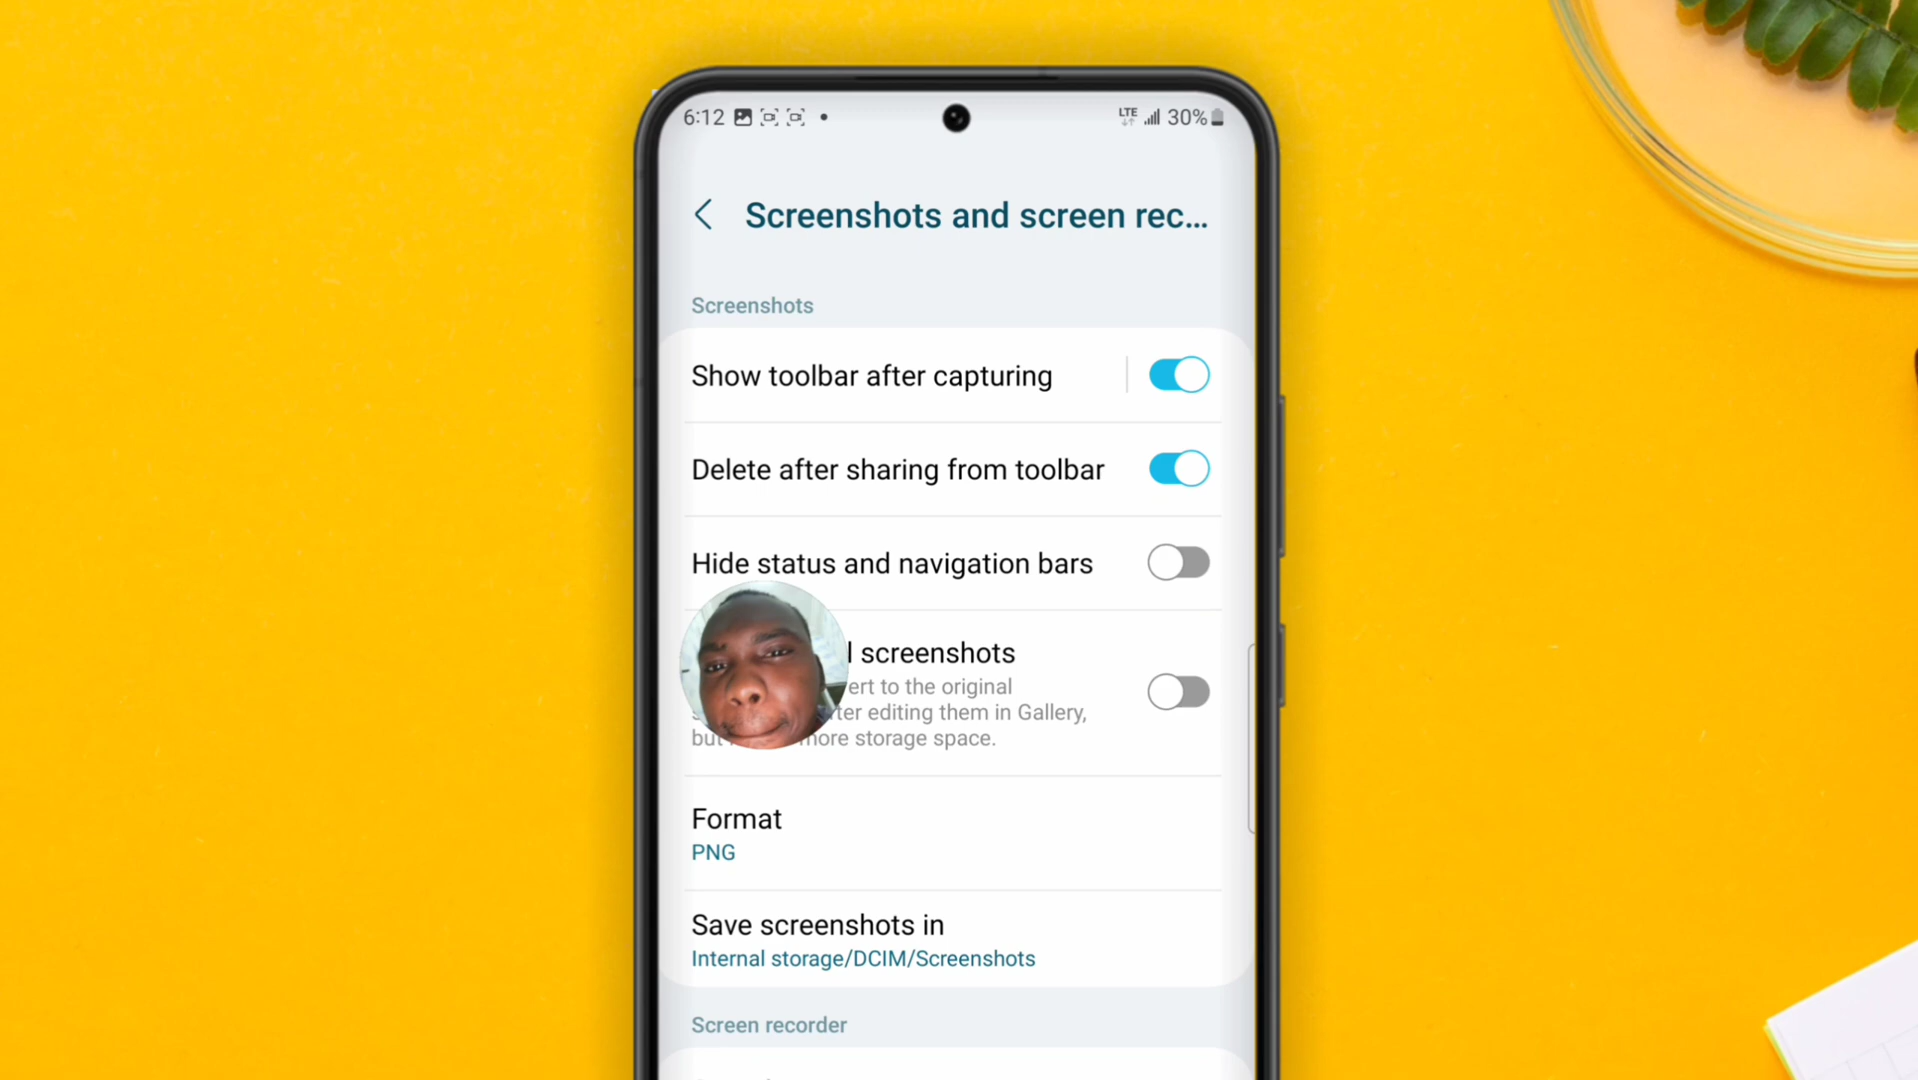 6:12 LTE 30%
Screenshots and screen rec...
Screenshots
Show toolbar after capturing
Delete after sharing from toolbar
Hide status and navigation bars
screenshots
to the original
editing them in Gallery,
but more storage space.
Format
PNG
Save screenshots in
Internal storage/DCIM/Screenshots
Screen recorder